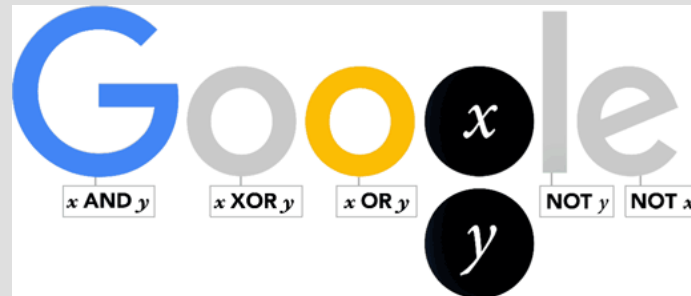 Google
x
x AND y
x XOR y
x OR y
NOT y
NOT x
y